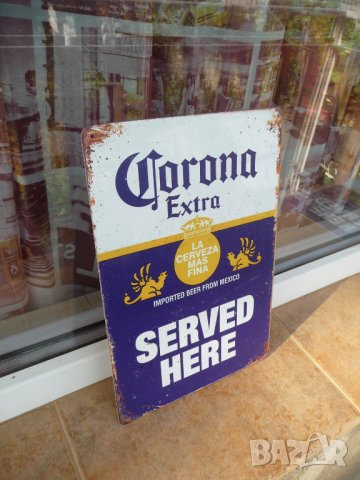 Corona
Extra
LA
CERVEZA
MAS
FINA
IMPORTED BEER FROM MEXICO
SERVED
HERE
BAZAR